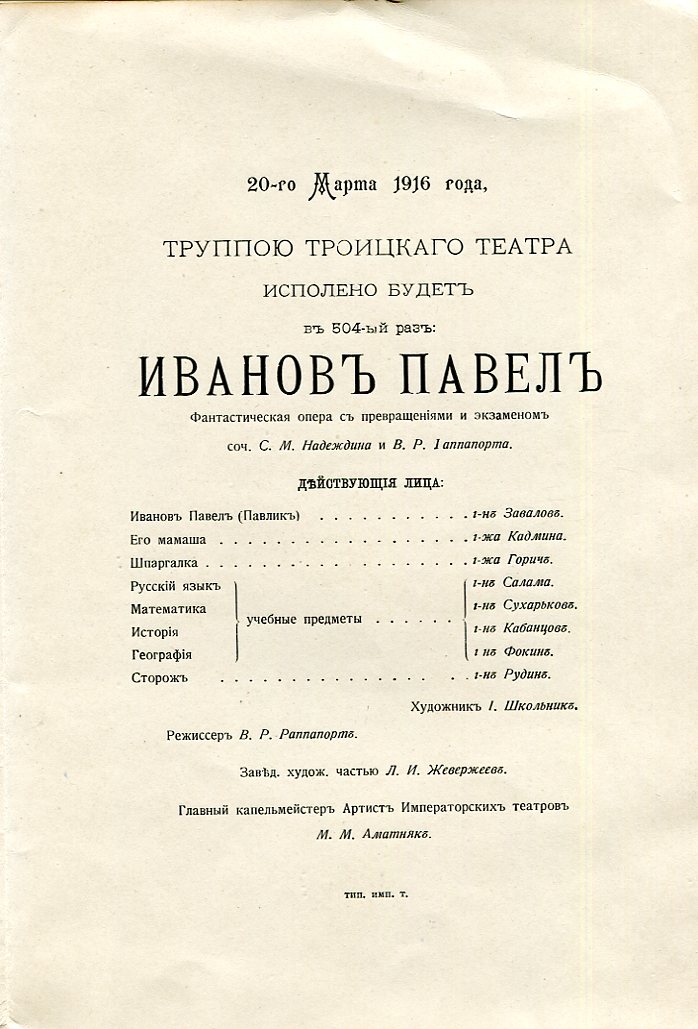 20-го Марта 1916 года,
ТРУППОЮ ТРОИЦКАГО ТЕАТРА
ИСПОЛЕНО БУДЕТЪ
въ 504-ый разъ:
ИВАНОВЪ ПАВЕЛЪ
Фантастическая опера съ превращеніями и экзаменомъ
соч. С. М. Надеждина и В. Р. Iаппапорта.
ДѢЙСТВУЮЩІЯ ЛИЦА:
Ивановъ Павелъ (Павликъ) . . . . . . . . . . . г-нъ Заваловъ.
Его мамаша . . . . . . . . . . . . . . . . . . г-жа Кадмина.
Шпаргалка . . . . . . . . . . . . . . . . . . . г-жа Горичъ.
Русскій языкъ г-нъ Салама.
Математика г-нъ Сухарьковъ.
учебные предметы . . . . . .
Исторія г-нъ Кабанцовъ.
Географія г нъ Фокинъ.
Сторожъ . . . . . . . . . . . . . . . . . г-нъ Рудинъ.
Художникъ І. Школьникъ.
Режиссеръ В. Р. Раппапортъ.
Завѣд. худож. частью Л. И. Жевержеевъ.
Главный капельмейстеръ Артистъ Императорскихъ театровъ
М. М. Аматнякъ.
тип. имп. т.